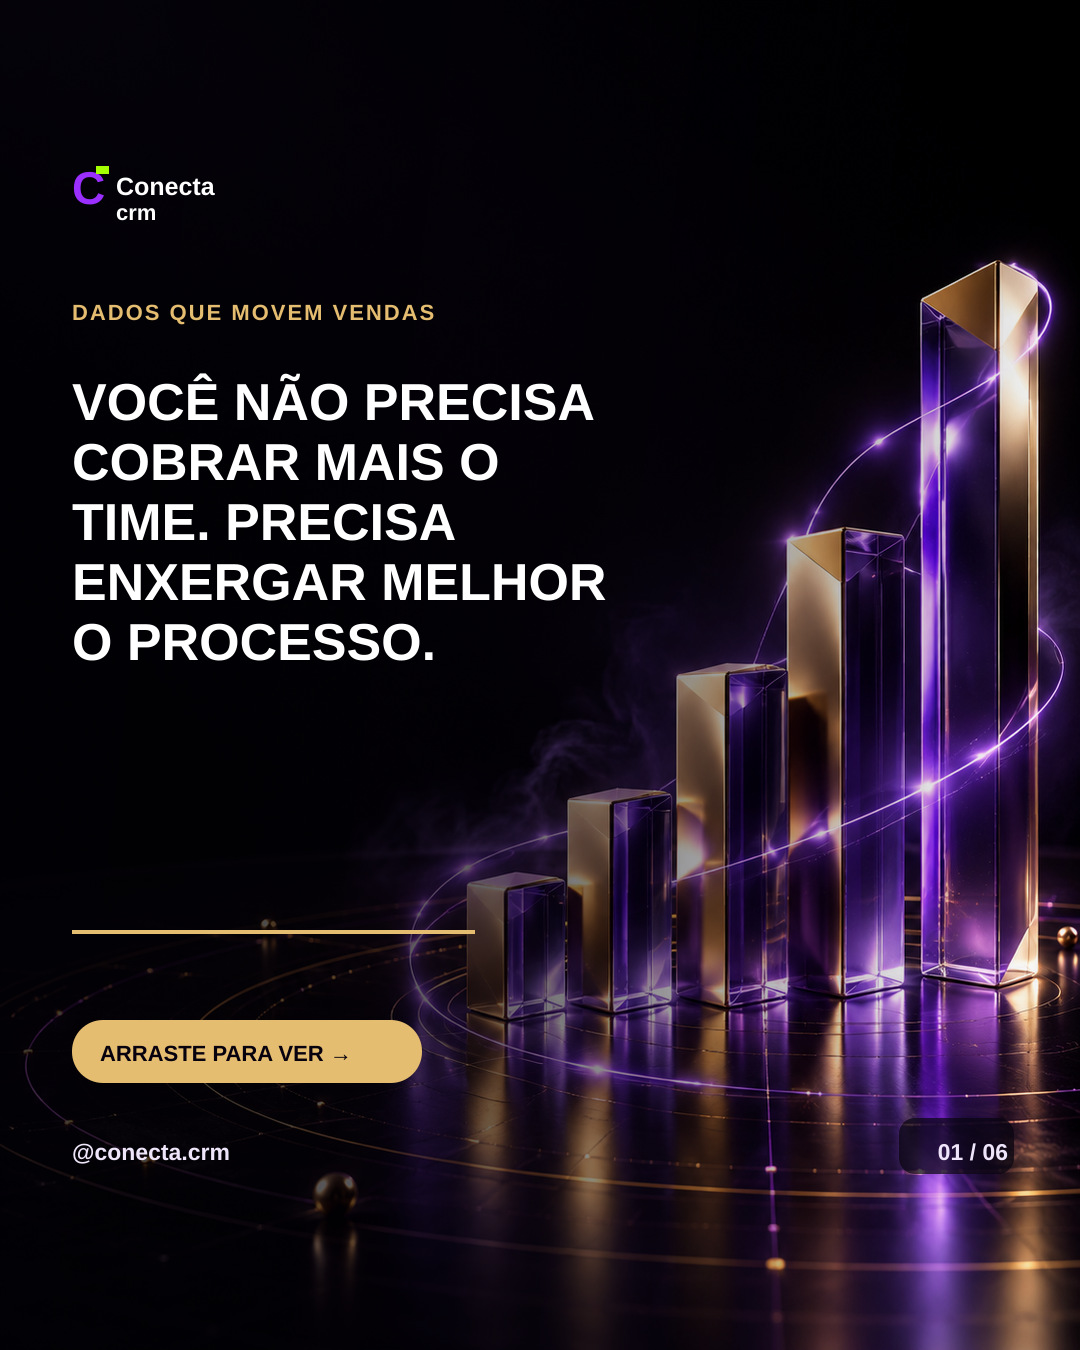 C Conecta
crm
DADOS QUE MOVEM VENDAS
VOCÊ NÃO PRECISA
COBRAR MAIS O
TIME. PRECISA
ENXERGAR MELHOR
O PROCESSO.
ARRASTE PARA VER →
@conecta.crm
01 / 06